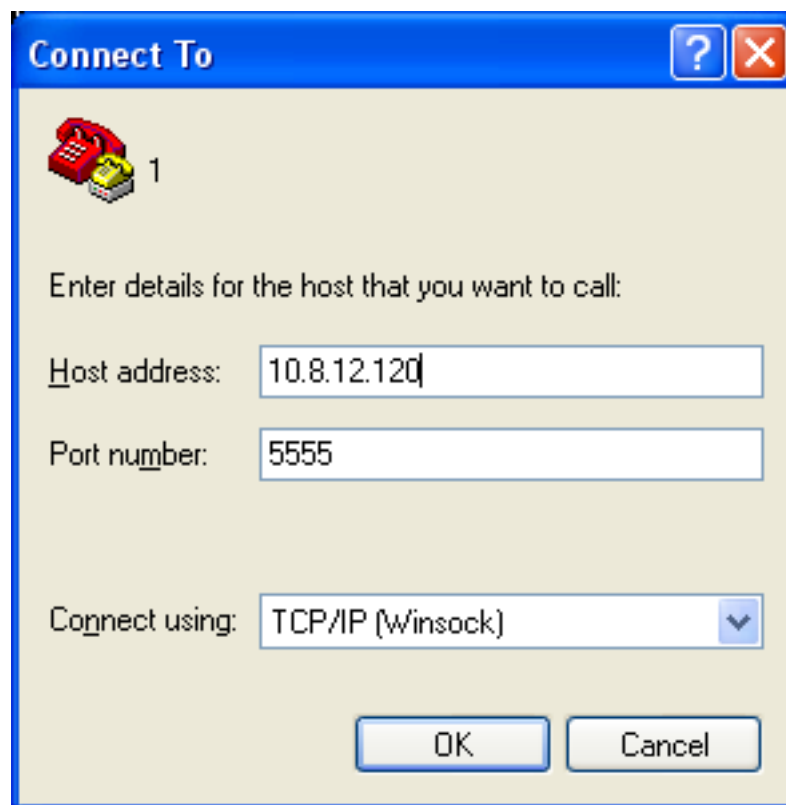 Connect To
1
Enter details for the host that you want to call:
Host address: 10.8.12.120
Port number: 5555
Connect using: TCP/IP (Winsock)
OK Cancel